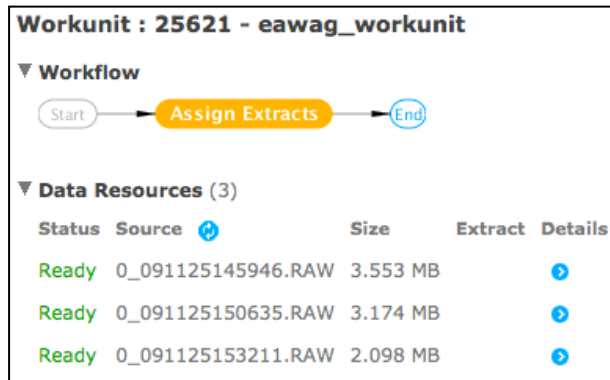 Workunit : 25621 - eawag_workunit
Workflow
Start Assign Extracts End
Data Resources (3)
Status Source Size Extract Details
Ready 0_091125145946.RAW 3.553 MB
Ready 0_091125150635.RAW 3.174 MB
Ready 0_091125153211.RAW 2.098 MB